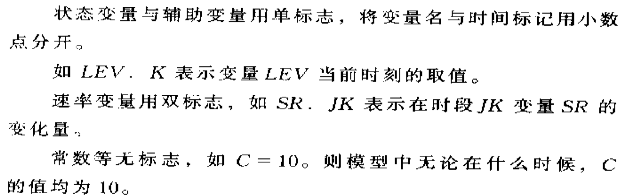 状态变量与辅助变量用单标志，将变量名与时间标记用小数
点分开。
如 LEV．K 表示变量 LEV 当前时刻的取值。
速率变量用双标志，如 SR．JK 表示在时段 JK 变量 SR 的
变化量。
常数等无标志，如 C = 10。则模型中无论在什么时候，C
的值均为 10。